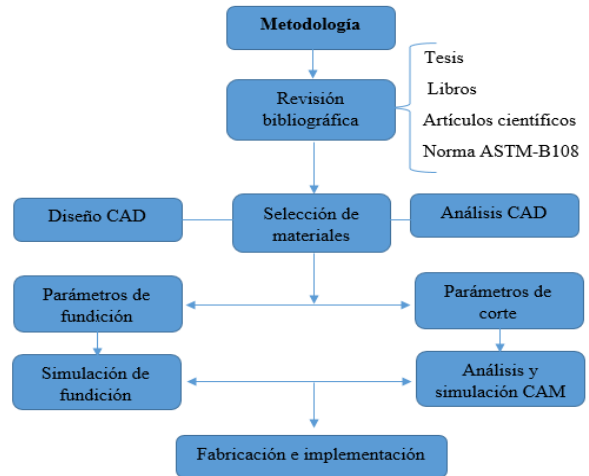 Metodología
Revisión
bibliográfica
Tesis
Libros
Artículos científicos
Norma ASTM-B108
Diseño CAD
Selección de
materiales
Análisis CAD
Parámetros de
fundición
Parámetros de
corte
Simulación de
fundición
Análisis y
simulación CAM
Fabricación e implementación